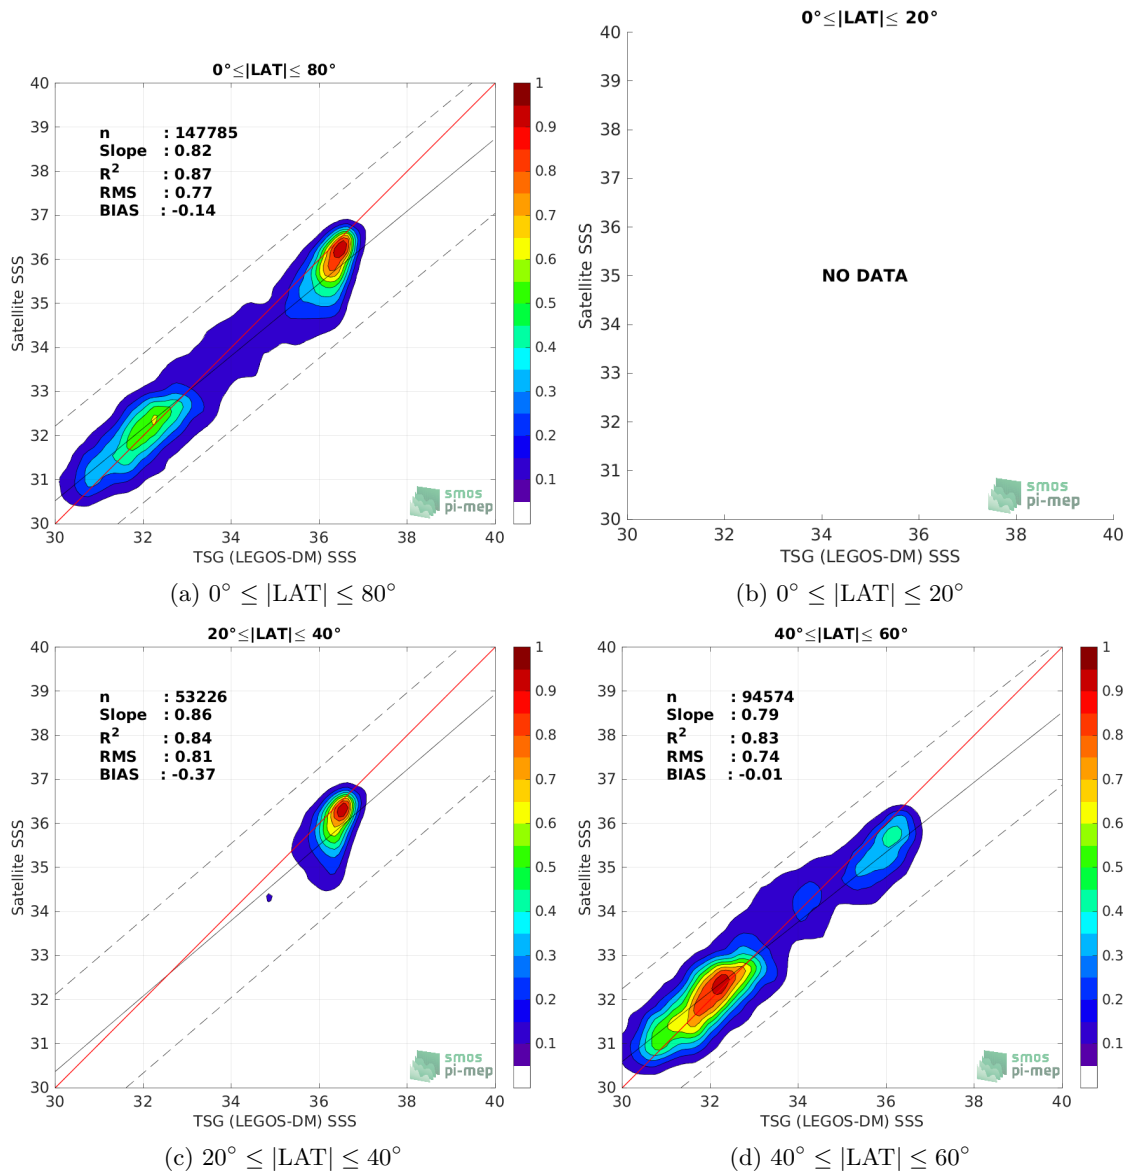 0°≤|LAT|≤ 80°
n : 147785
Slope : 0.82
R² : 0.87
RMS : 0.77
BIAS : -0.14
40
39
38
37
36
35
34
33
32
31
30
Satellite SSS
30 32 34 36 38 40
TSG (LEGOS-DM) SSS
1
0.9
0.8
0.7
0.6
0.5
0.4
0.3
0.2
0.1
smos
pi-mep
(a) 0° ≤ |LAT| ≤ 80°
0°≤|LAT|≤ 20°
40
39
38
37
36
35
34
33
32
31
30
Satellite SSS
NO DATA
30 32 34 36 38 40
TSG (LEGOS-DM) SSS
smos
pi-mep
(b) 0° ≤ |LAT| ≤ 20°
20°≤|LAT|≤ 40°
n : 53226
Slope : 0.86
R² : 0.84
RMS : 0.81
BIAS : -0.37
40
39
38
37
36
35
34
33
32
31
30
Satellite SSS
30 32 34 36 38 40
TSG (LEGOS-DM) SSS
1
0.9
0.8
0.7
0.6
0.5
0.4
0.3
0.2
0.1
smos
pi-mep
(c) 20° ≤ |LAT| ≤ 40°
40°≤|LAT|≤ 60°
n : 94574
Slope : 0.79
R² : 0.83
RMS : 0.74
BIAS : -0.01
40
39
38
37
36
35
34
33
32
31
30
Satellite SSS
30 32 34 36 38 40
TSG (LEGOS-DM) SSS
1
0.9
0.8
0.7
0.6
0.5
0.4
0.3
0.2
0.1
smos
pi-mep
(d) 40° ≤ |LAT| ≤ 60°